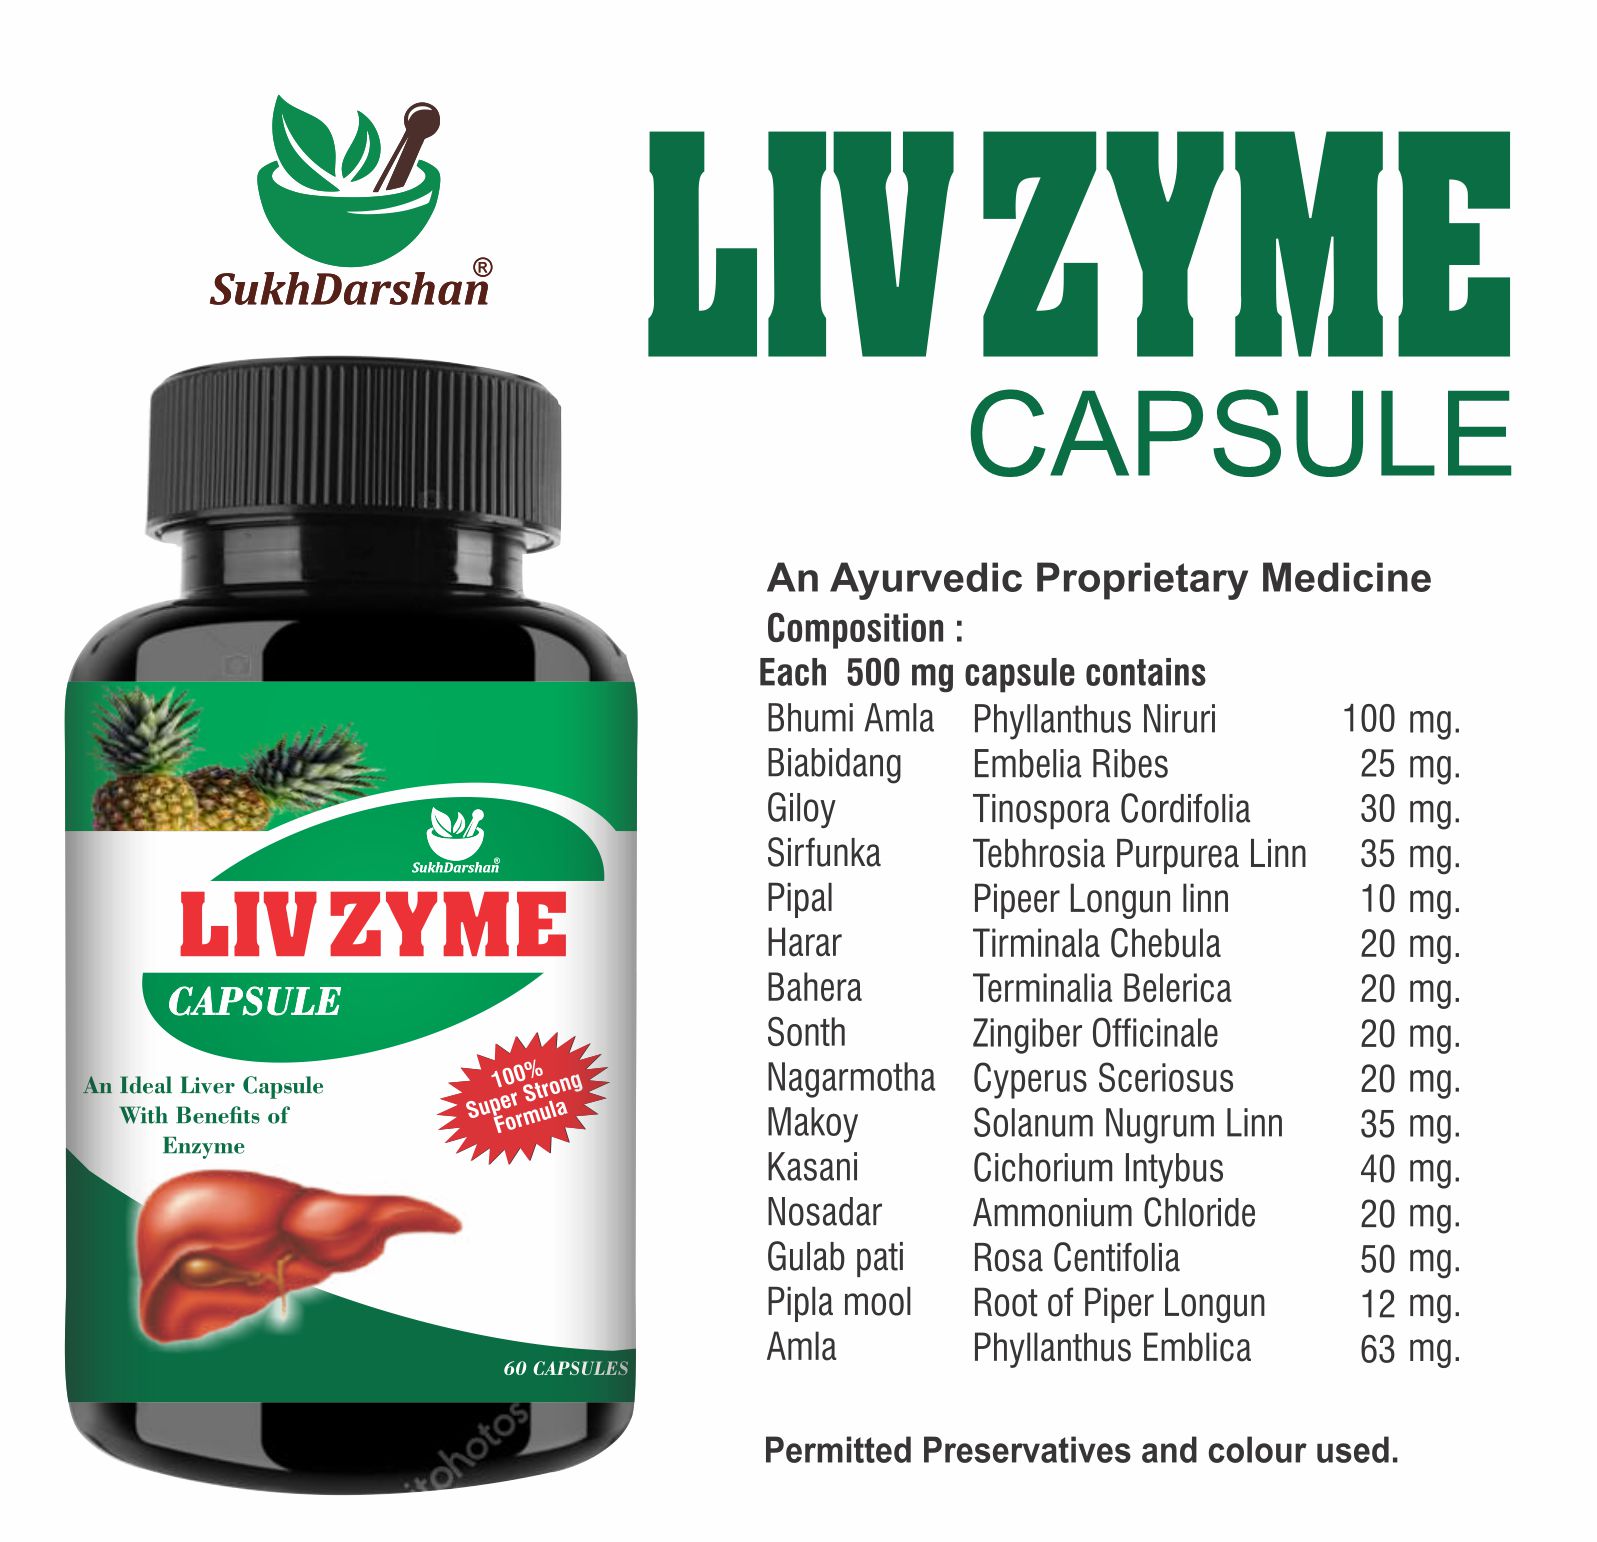 SukhDarshan®
LIVZYME
CAPSULE
An Ayurvedic Proprietary Medicine
Composition :
Each 500 mg capsule contains
Bhumi Amla Phyllanthus Niruri 100 mg.
Biabidang Embelia Ribes 25 mg.
Giloy Tinospora Cordifolia 30 mg.
Sirfunka Tebhrosia Purpurea Linn 35 mg.
Pipal Pipeer Longun linn 10 mg.
Harar Tirminala Chebula 20 mg.
Bahera Terminalia Belerica 20 mg.
Sonth Zingiber Officinale 20 mg.
Nagarmotha Cyperus Sceriosus 20 mg.
Makoy Solanum Nugrum Linn 35 mg.
Kasani Cichorium Intybus 40 mg.
Nosadar Ammonium Chloride 20 mg.
Gulab pati Rosa Centifolia 50 mg.
Pipla mool Root of Piper Longun 12 mg.
Amla Phyllanthus Emblica 63 mg.
Permitted Preservatives and colour used.
SukhDarshan®
LIVZYME
CAPSULE
An Ideal Liver Capsule
With Benefits of
Enzyme
100%
Super Strong
Formula
60 CAPSULES